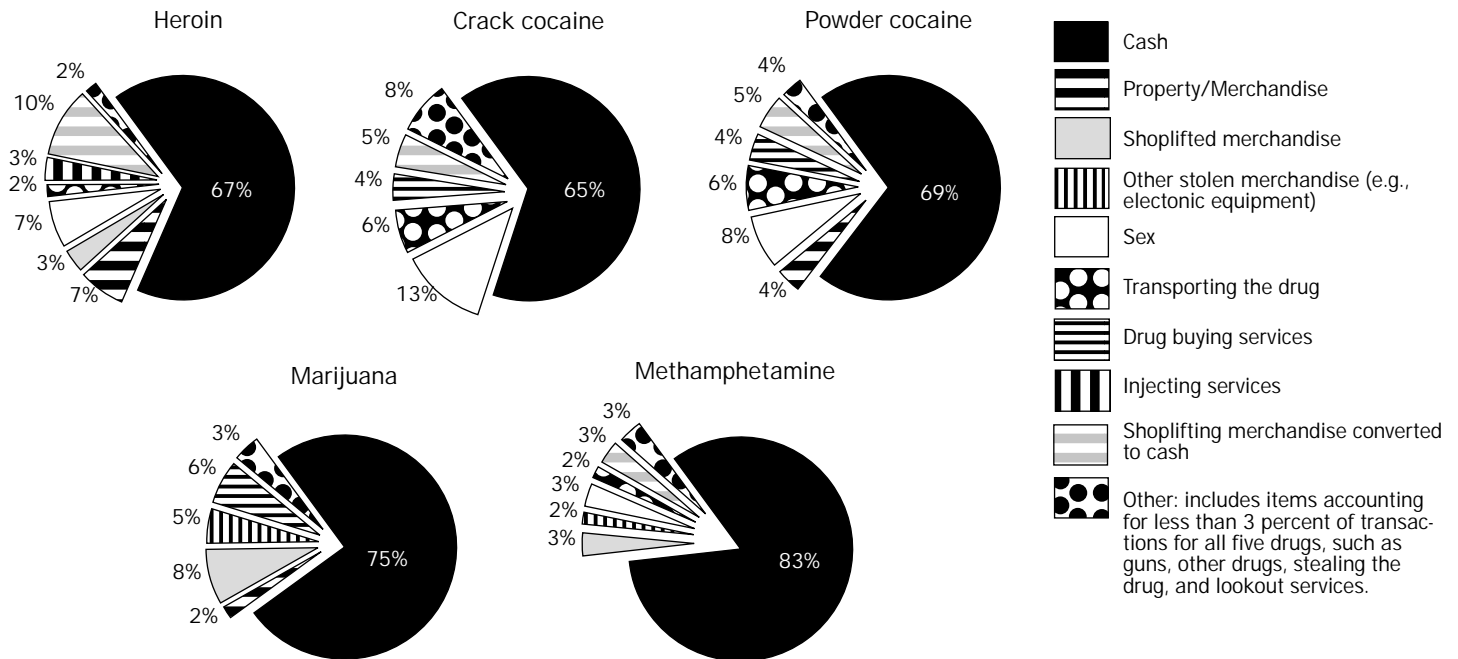 Heroin
2%
10%
3%
2%
7%
3%
7%
67%
Crack cocaine
8%
5%
4%
6%
13%
65%
Powder cocaine
4%
5%
4%
6%
8%
4%
69%
Marijuana
3%
6%
5%
8%
2%
75%
Methamphetamine
3%
3%
2%
3%
2%
3%
83%
Cash
Property/Merchandise
Shoplifted merchandise
Other stolen merchandise (e.g.,
electonic equipment)
Sex
Transporting the drug
Drug buying services
Injecting services
Shoplifting merchandise converted
to cash
Other: includes items accounting
for less than 3 percent of transac-
tions for all five drugs, such as
guns, other drugs, stealing the
drug, and lookout services.